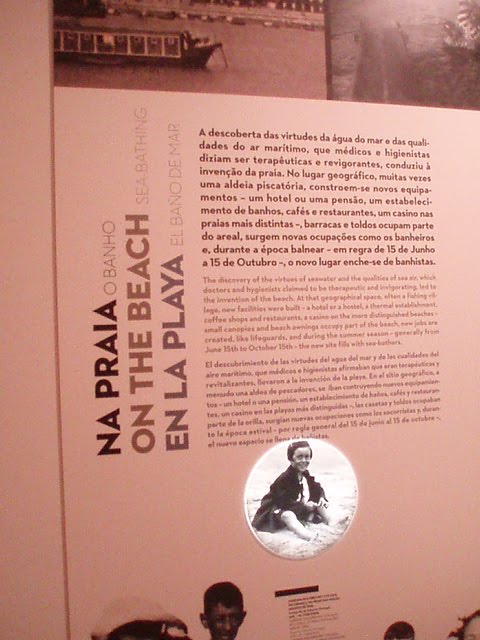 NA PRAIA O BANHO
ON THE BEACH SEA BATHING
EN LA PLAYA EL BAÑO DE MAR
A descoberta das virtudes da água do mar e das quali-
dades do ar marítimo, que médicos e higienistas
diziam ser terapêuticas e revigorantes, conduziu à
invenção da praia. No lugar geográfico, muitas vezes
uma aldeia piscatória, constroem-se novos equipa-
mentos – um hotel ou uma pensão, um estabeleci-
mento de banhos, cafés e restaurantes, um casino nas
praias mais distintas –, barracas e toldos ocupam parte
do areal, surgem novas ocupações como os banheiros
e, durante a época balnear – em regra de 15 de Junho
a 15 de Outubro –, o novo lugar enche-se de banhistas.
The discovery of the virtues of seawater and the qualities of sea air, which
doctors and hygienists claimed to be therapeutic and invigorating, led to
the invention of the beach. At that geographical space, often a fishing vil-
lage, new facilities were built – a hotel or a hostel, a thermal establishment,
coffee shops and restaurants, a casino on the more distinguished beaches –
small canopies and beach awnings occupy part of the beach, new jobs are
created, like lifeguards, and during the summer season – generally from
June 15th to October 15th – the new site fills with sea-bathers.
El descubrimiento de las virtudes del agua del mar y de las cualidades del
aire marítimo, que médicos e higienistas afirmaban que eran terapéuticas y
revitalizantes, llevaron a la invención de la playa. En el sitio geográfico, a
menudo una aldea de pescadores, se iban contruyendo nuevos equipamien-
tos – un hotel o una pensión, un establecimiento de baños, cafés y restauran-
tes, un casino en las playas más distinguidas –, las casetas y toldos ocupaban
parte de la orilla, surgían nuevas ocupaciones como los socorristas y, duran-
te la época estival – por regla general del 15 de junio al 15 de octubre –,
el nuevo espacio se llena de bañistas.